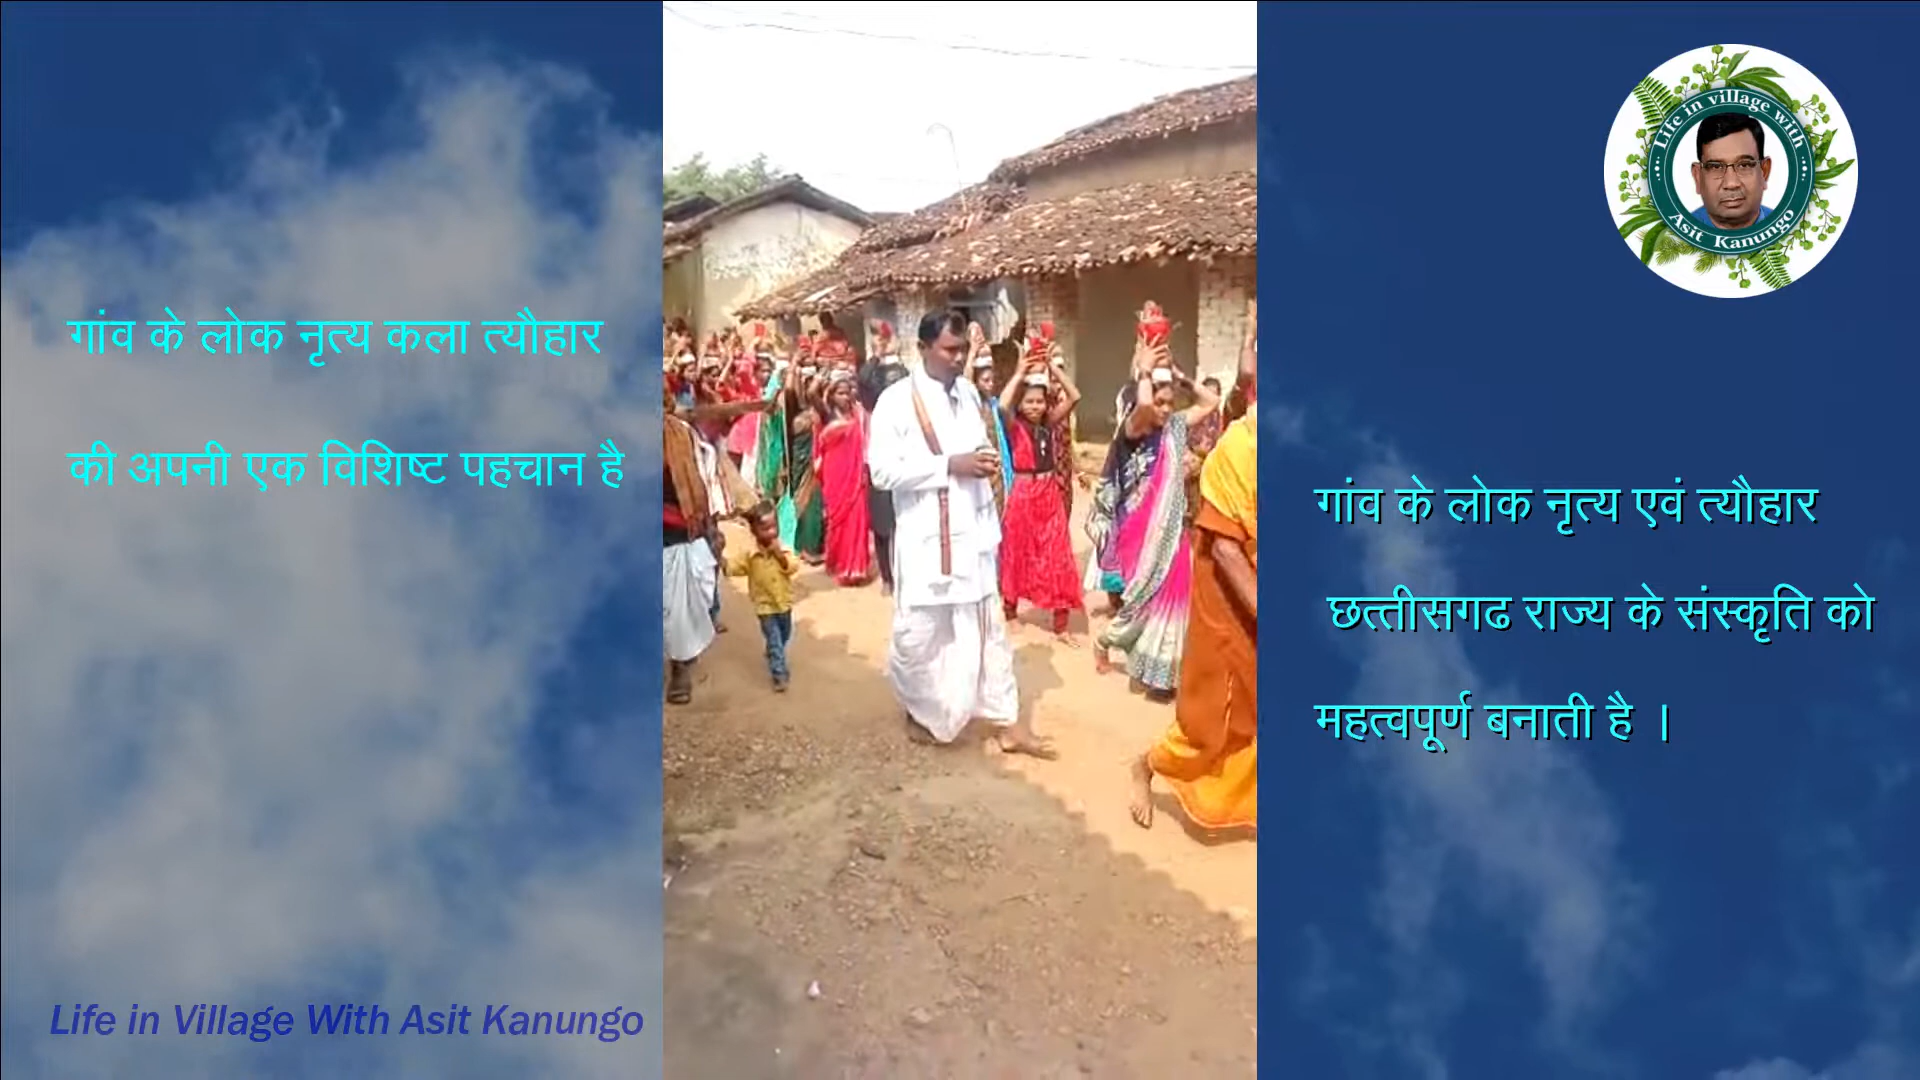 गांव के लोक नृत्य कला त्यौहार
की अपनी एक विशिष्ट पहचान है
Life in Village With Asit Kanungo
Life in village with
Asit Kanungo
गांव के लोक नृत्य एवं त्यौहार
छत्तीसगढ राज्य के संस्कृति को
महत्वपूर्ण बनाती है ।